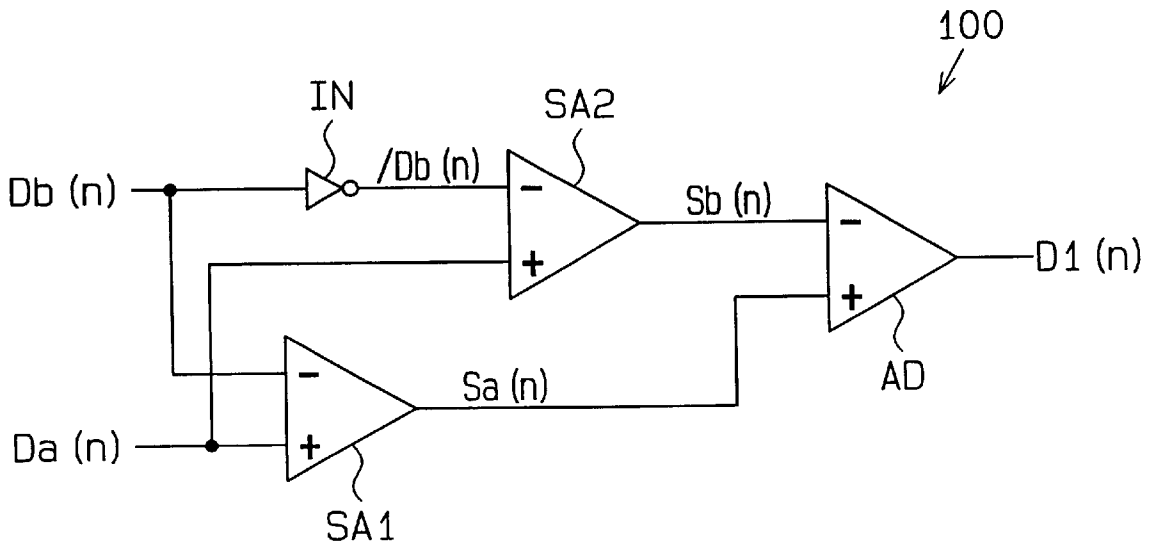 100
IN
SA2
Db (n)
/Db (n)
−
+
Sb (n)
−
+
D1 (n)
AD
−
+
Sa (n)
Da (n)
SA1